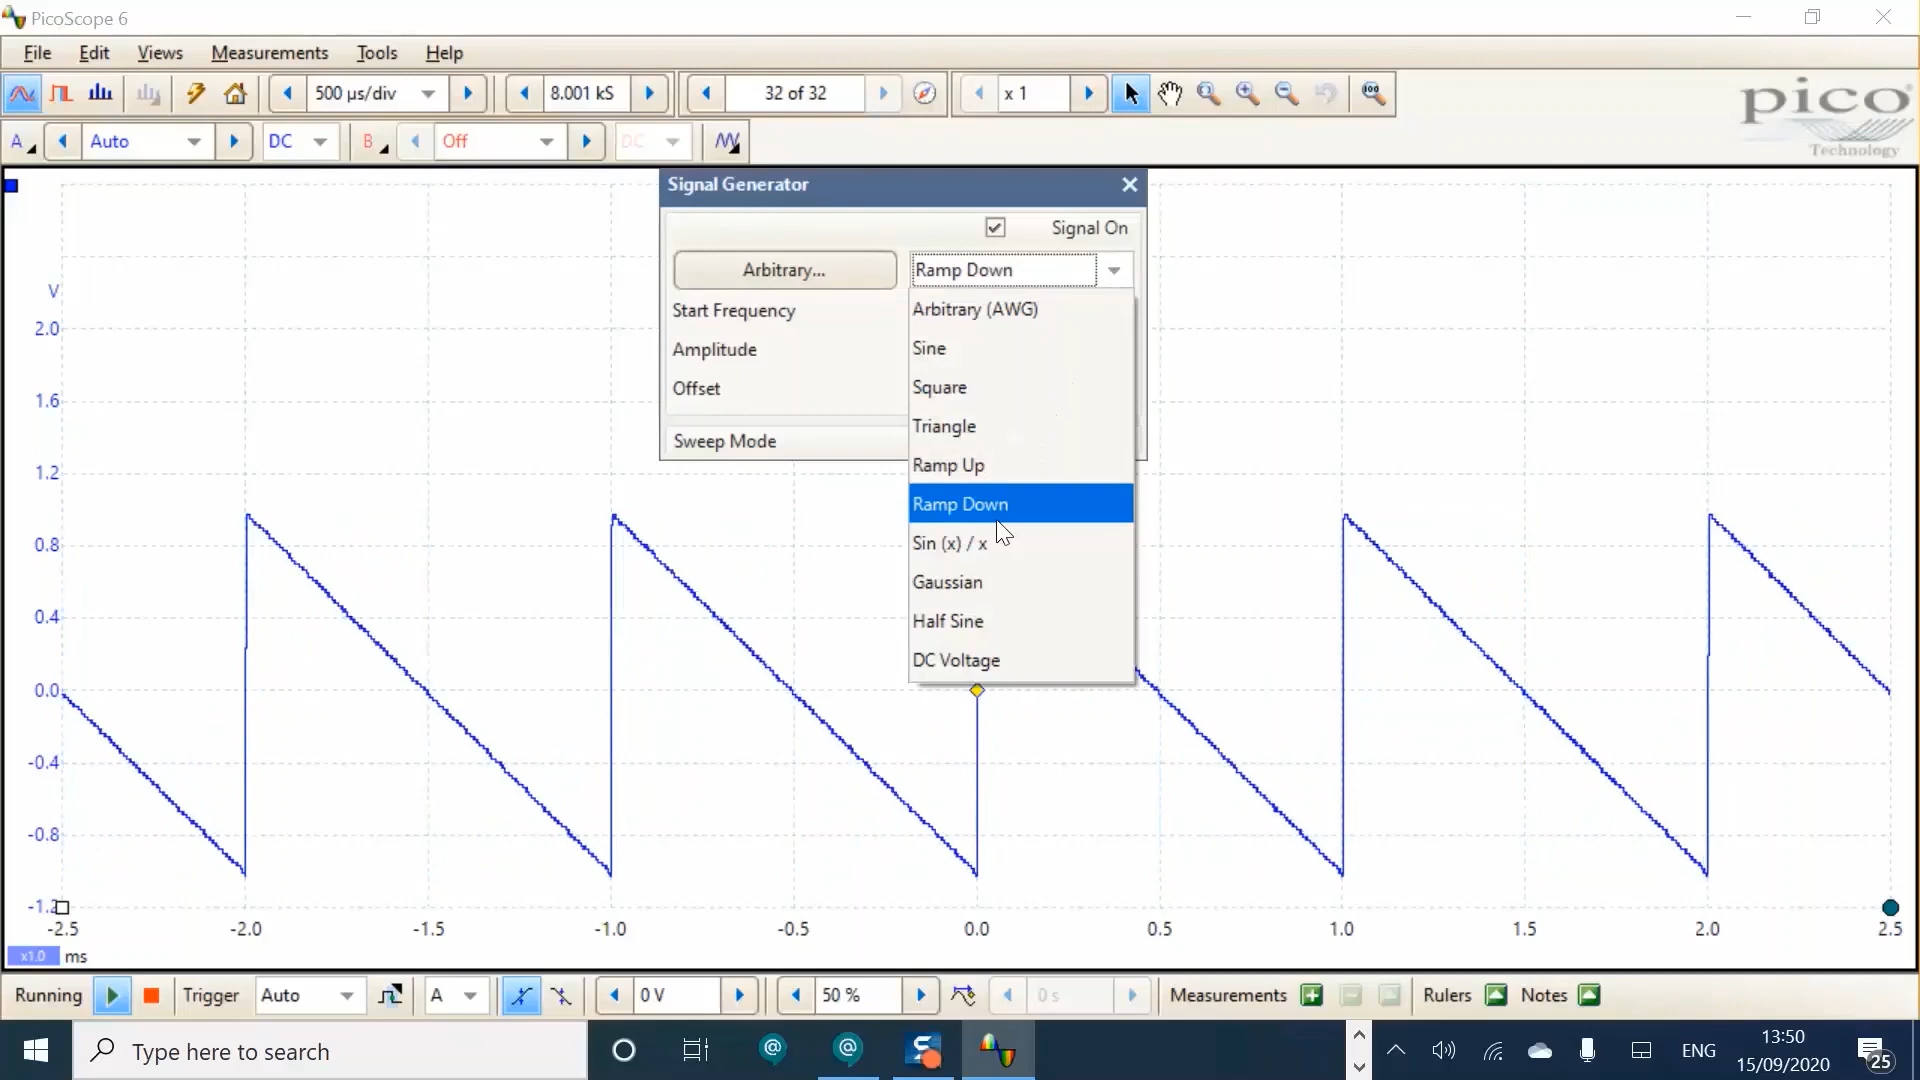 PicoScope 6
File Edit Views Measurements Tools Help
500 µs/div 8.001 kS 32 of 32 x 1
pico
Technology
A Auto DC B Off DC
Signal Generator
Signal On
Arbitrary... Ramp Down
Start Frequency
Amplitude
Offset
Sweep Mode
Arbitrary (AWG)
Sine
Square
Triangle
Ramp Up
Ramp Down
Sin (x) / x
Gaussian
Half Sine
DC Voltage
V
2.0
1.6
1.2
0.8
0.4
0.0
-0.4
-0.8
-1.2
-2.5 -2.0 -1.5 -1.0 -0.5 0.0 0.5 1.0 1.5 2.0 2.5
x1.0 ms
Running Trigger Auto A 0 V 50 % 0 s Measurements Rulers Notes
Type here to search
ENG
13:50
15/09/2020
25